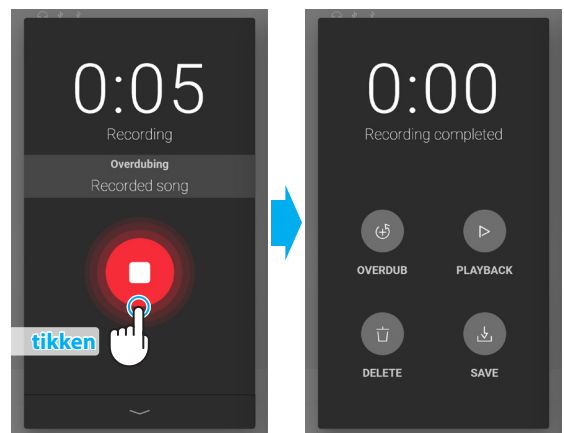 0:05
Recording
Overdubing
Recorded song
tikken
0:00
Recording completed
OVERDUB
PLAYBACK
DELETE
SAVE